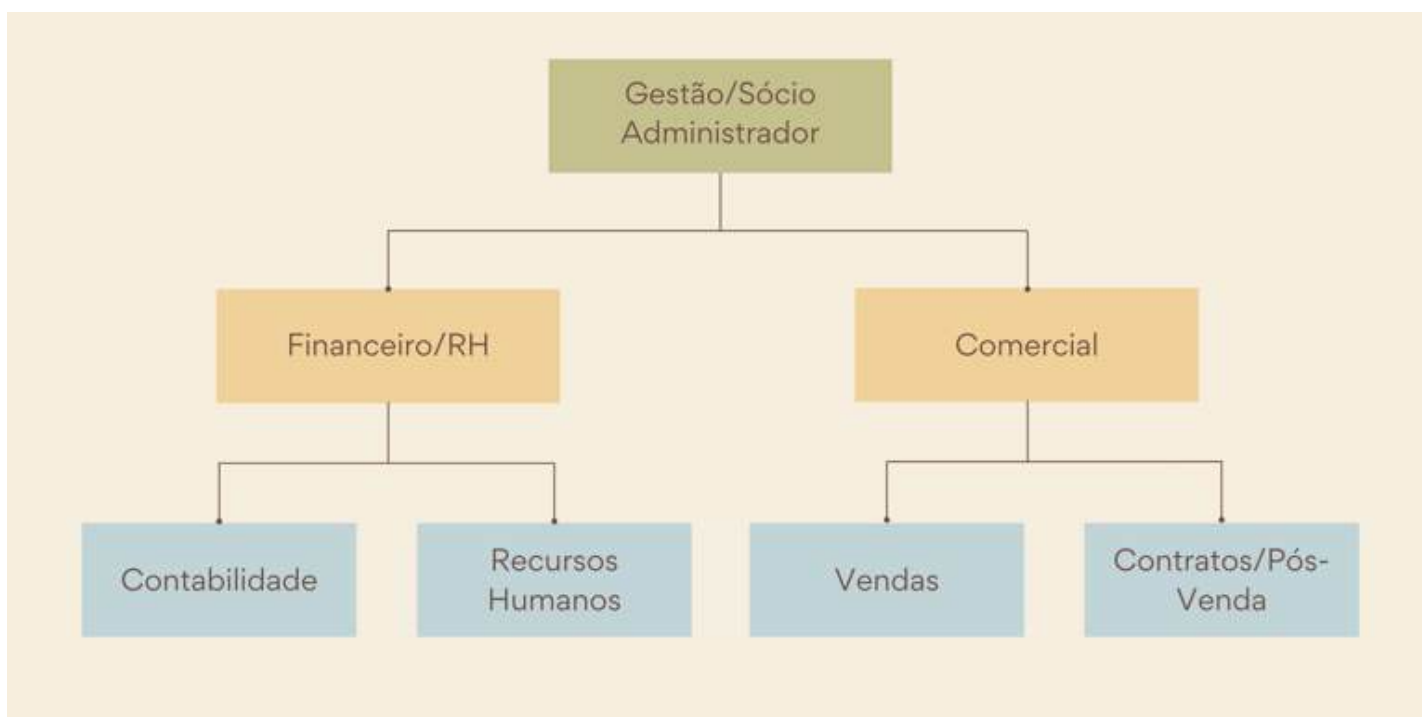 Gestão/Sócio
Administrador
Financeiro/RH
Comercial
Contabilidade
Recursos
Humanos
Vendas
Contratos/Pós-
Venda